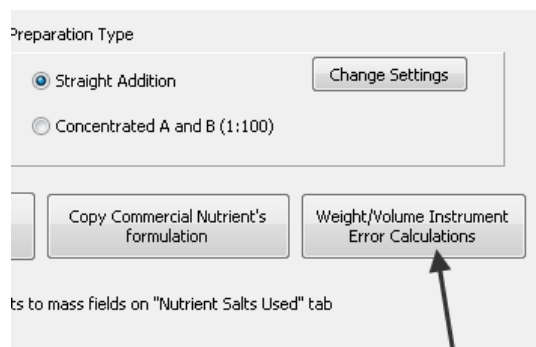 Preparation Type
Straight Addition
Change Settings
Concentrated A and B (1:100)
Copy Commercial Nutrient's
formulation
Weight/Volume Instrument
Error Calculations
ts to mass fields on "Nutrient Salts Used" tab